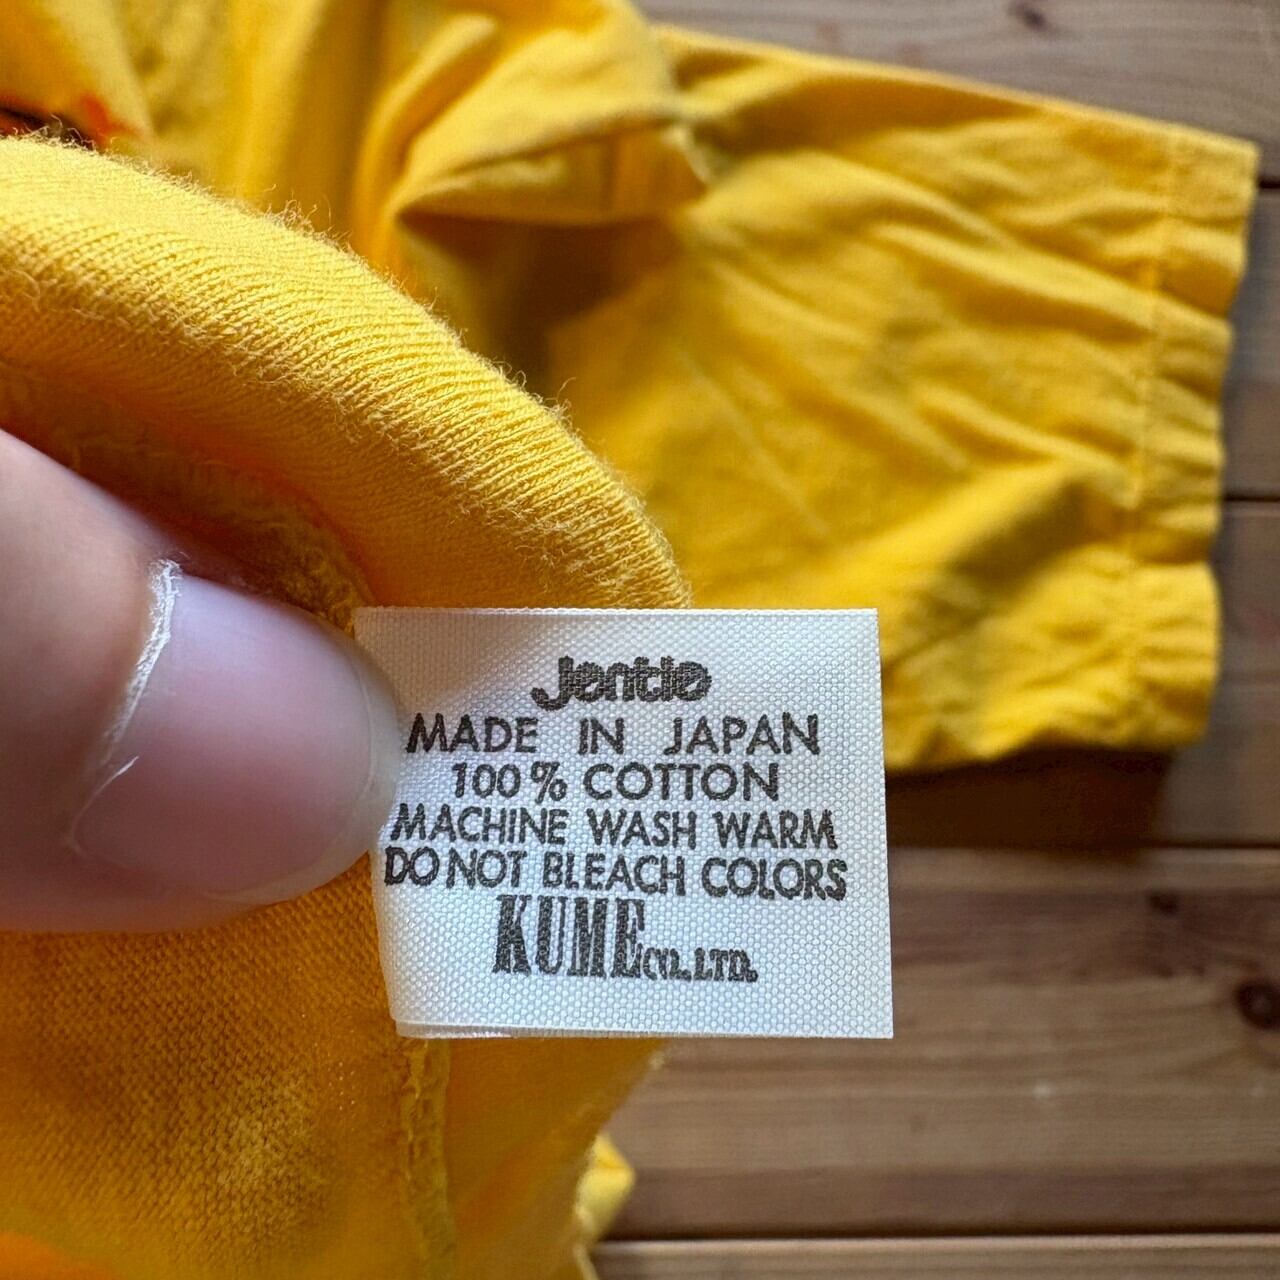 Jentle
MADE IN JAPAN
100% COTTON
MACHINE WASH WARM
DO NOT BLEACH COLORS
KUME CO., LTD.